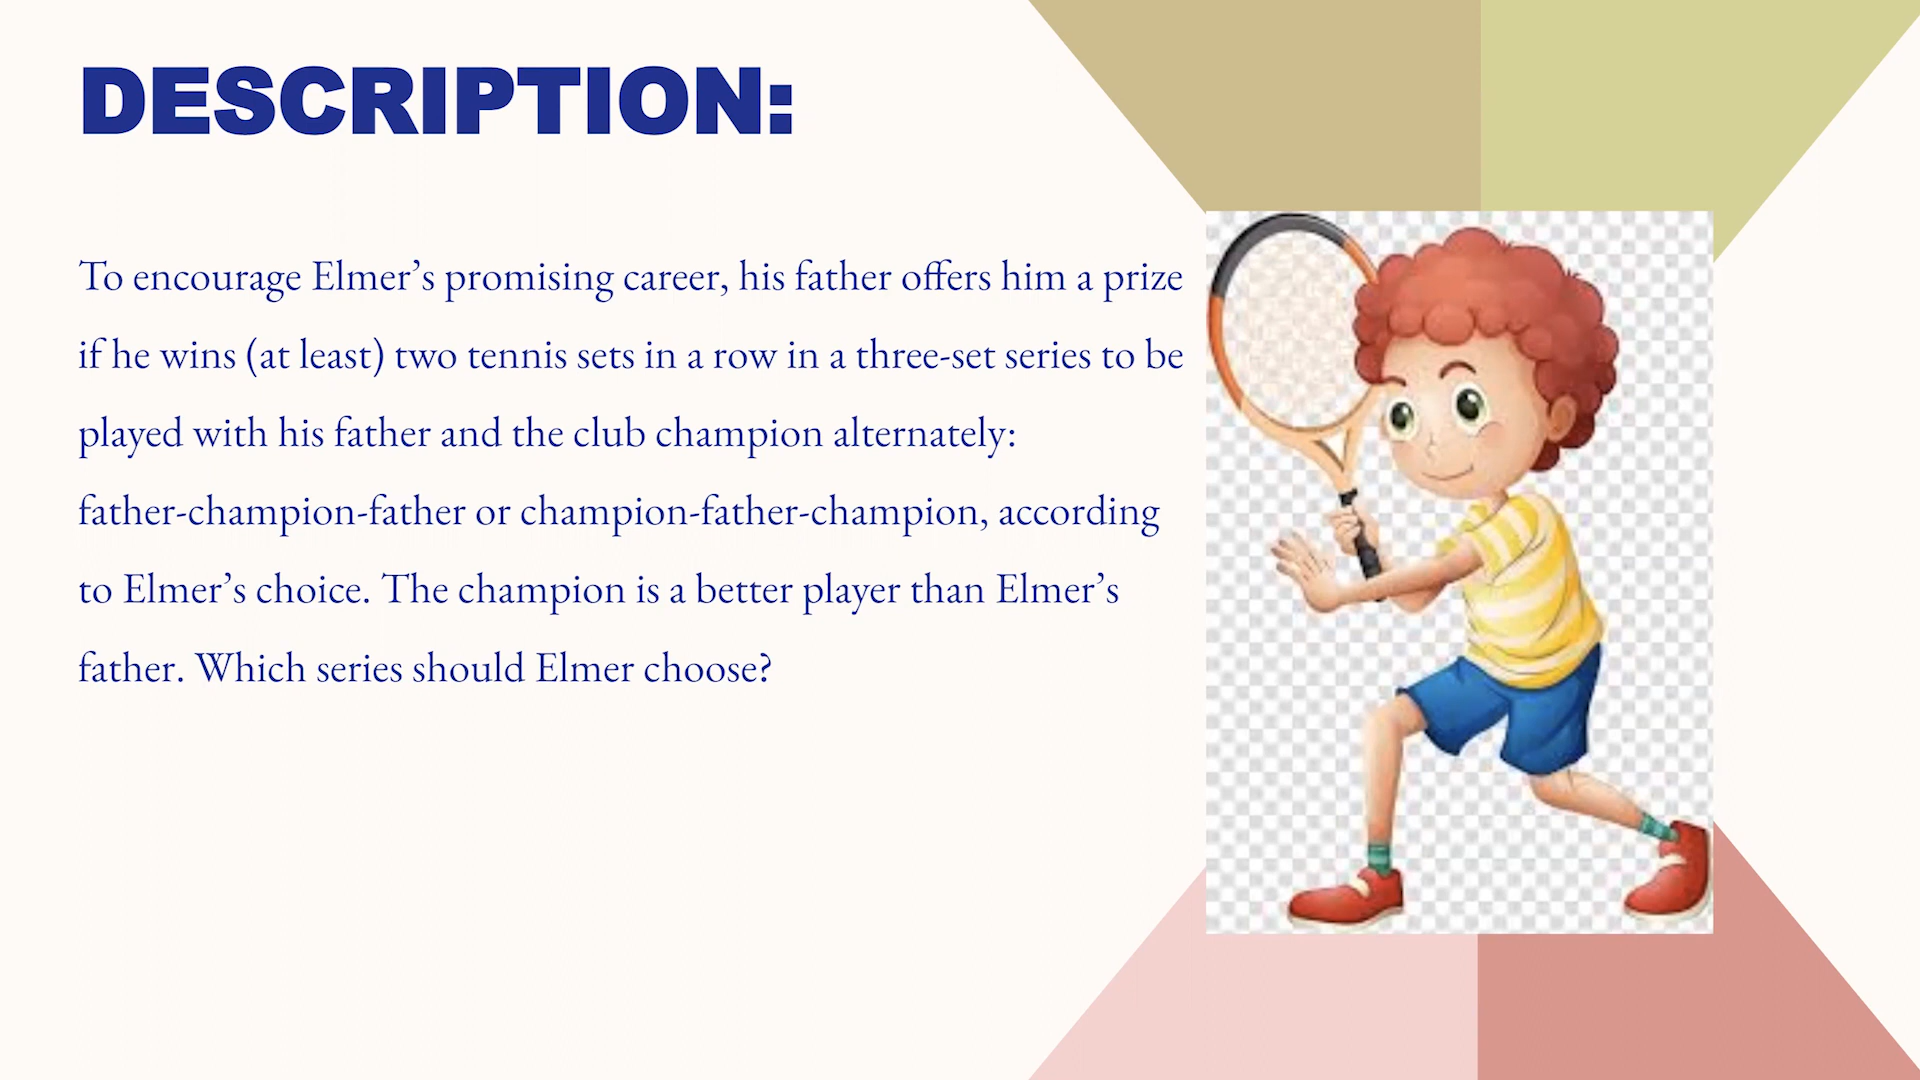 DESCRIPTION:
To encourage Elmer’s promising career, his father offers him a prize
if he wins (at least) two tennis sets in a row in a three-set series to be
played with his father and the club champion alternately:
father-champion-father or champion-father-champion, according
to Elmer’s choice. The champion is a better player than Elmer’s
father. Which series should Elmer choose?